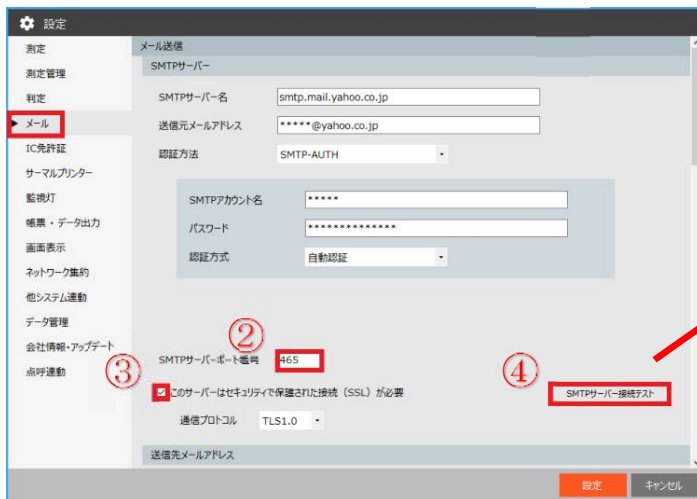 設定
測定
測定管理
判定
メール
IC免許証
サーマルプリンター
監視灯
帳票・データ出力
画面表示
ネットワーク集約
他システム連動
データ管理
会社情報・アップデート
点呼連動
メール送信
SMTPサーバー
SMTPサーバー名 smtp.mail.yahoo.co.jp
送信元メールアドレス *****@yahoo.co.jp
認証方法 SMTP-AUTH
SMTPアカウント名 *****
パスワード **************
認証方式 自動認証
②
SMTPサーバーポート番号 465
③ ④
このサーバーはセキュリティで保護された接続（SSL）が必要 SMTPサーバー接続テスト
通信プロトコル TLS1.0
送信先メールアドレス
設定 キャンセル